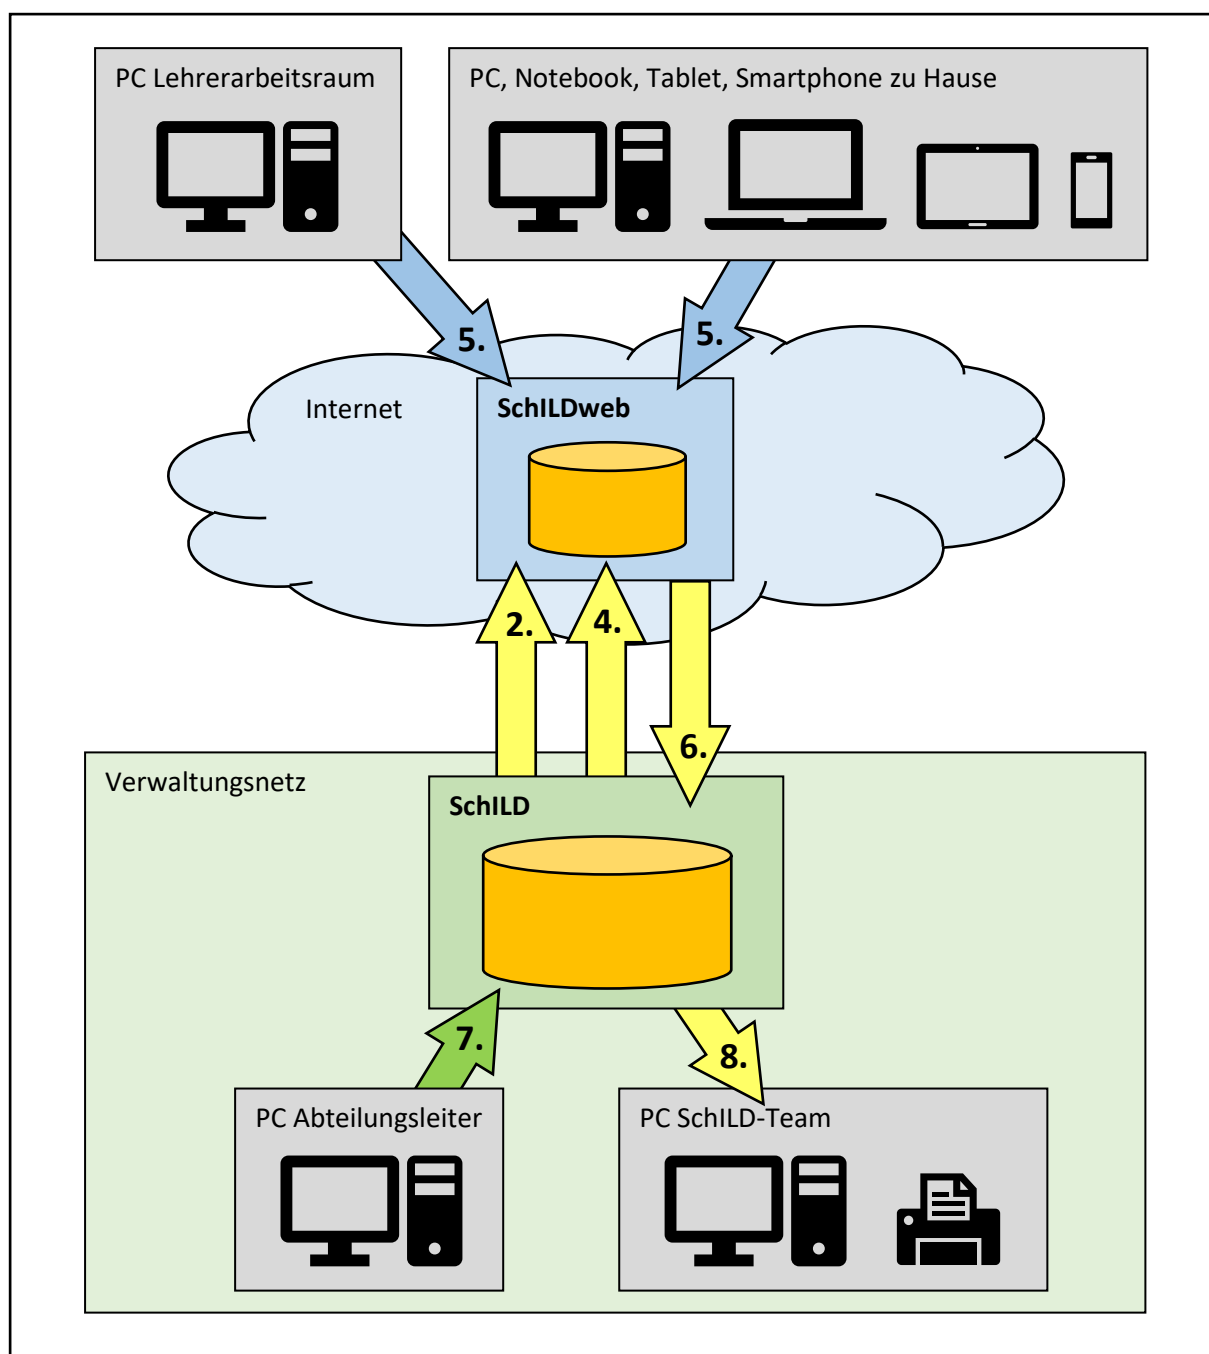 PC Lehrerarbeitsraum
PC, Notebook, Tablet, Smartphone zu Hause
5.
5.
Internet
SchILDweb
2.
4.
6.
Verwaltungsnetz
SchILD
7.
8.
PC Abteilungsleiter
PC SchILD-Team